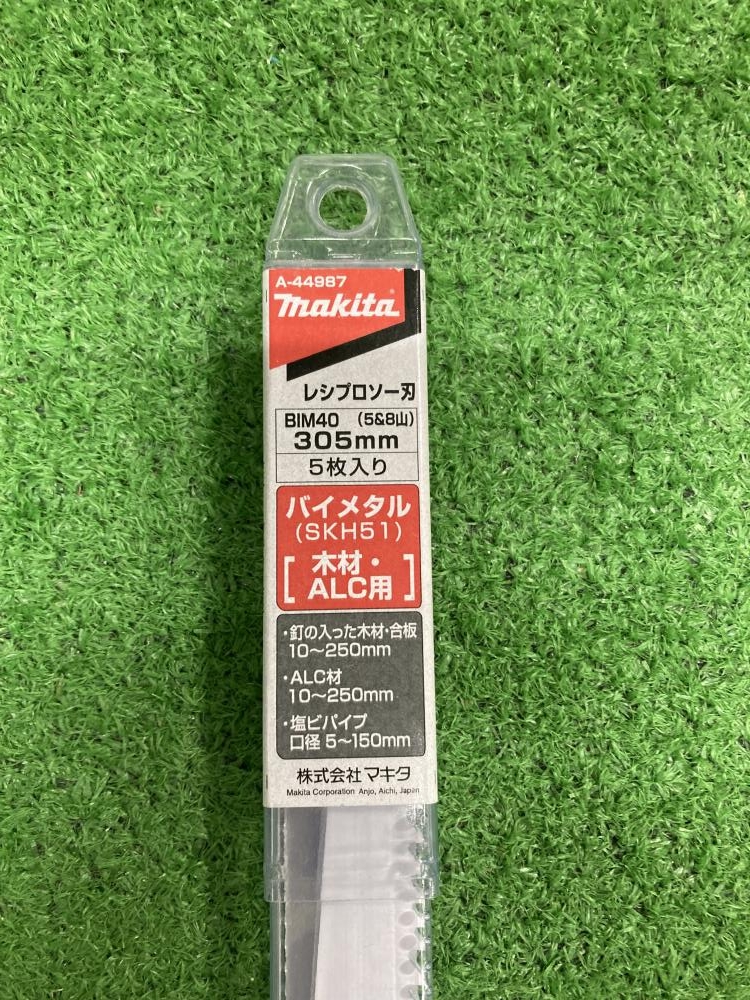 A-44987
makita
レシプロソー刃
BIM40 (5&8山)
305mm
5枚入り
バイメタル
(SKH51)
[木材・
ALC用]
・釘の入った木材・合板
10〜250mm
・ALC材
10〜250mm
・塩ビパイプ
口径 5〜150mm
株式会社マキタ
Makita Corporation Anjo, Aichi, Japan